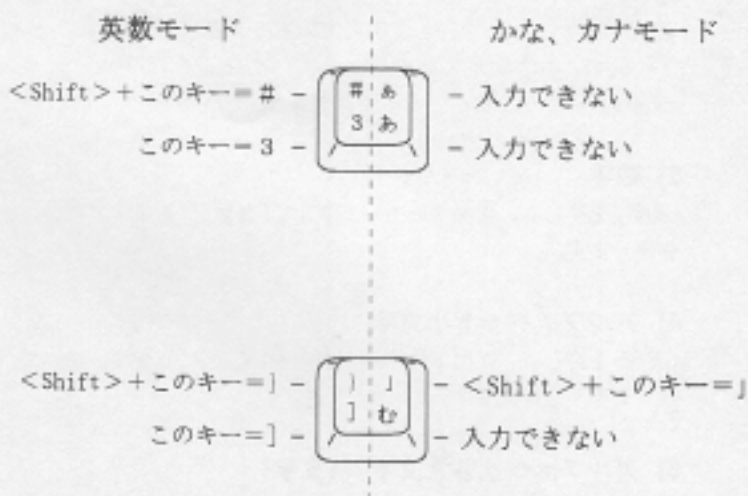 英数モード かな、カナモード
<Shift>+このキー=# - # ぁ - 入力できない
このキー=3 - 3 あ - 入力できない
<Shift>+このキー=} - } 」 - <Shift>+このキー=」
このキー=] - ] む - 入力できない